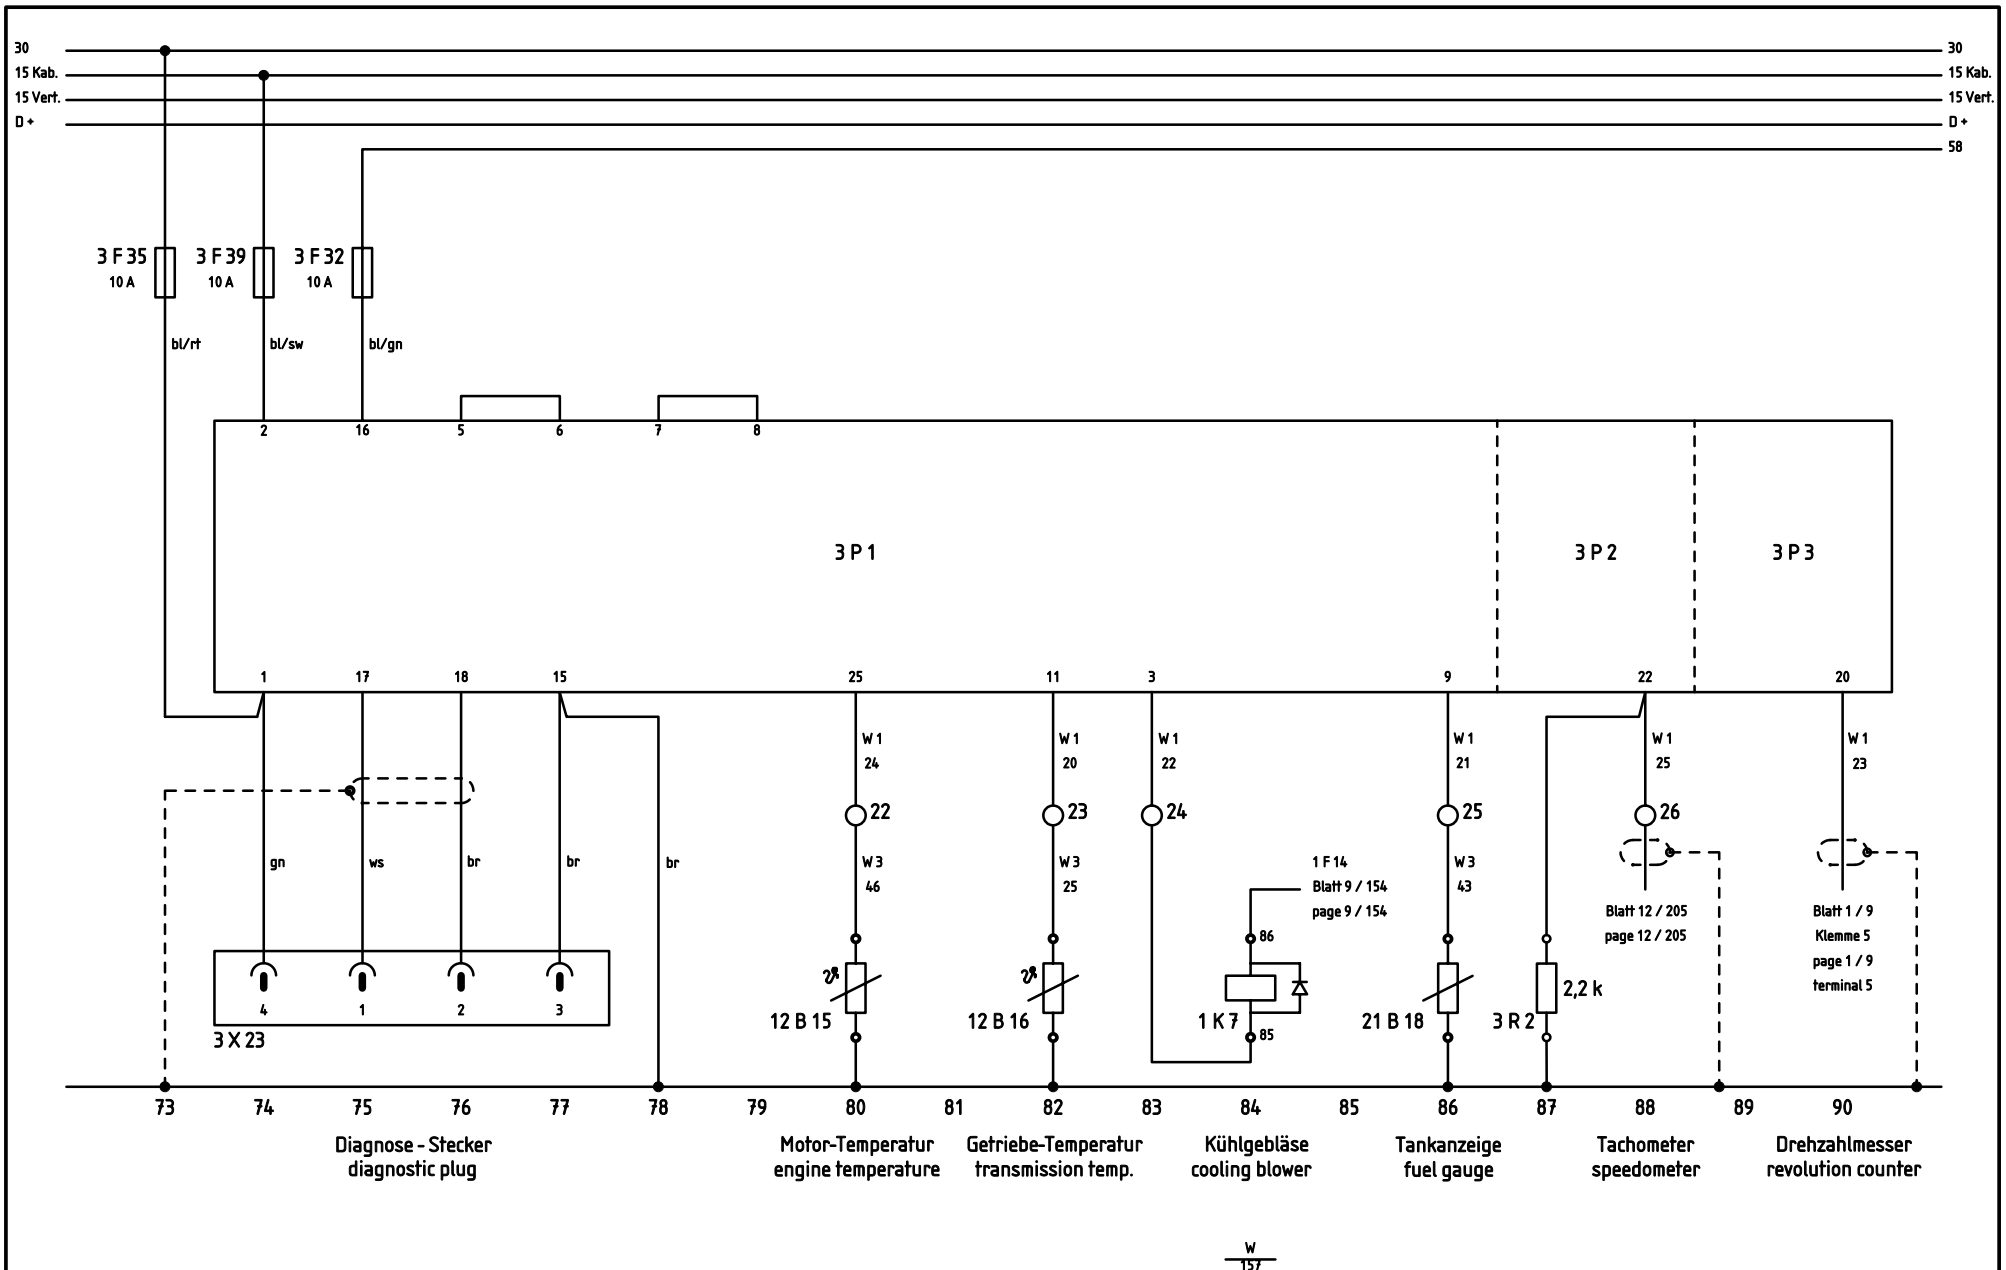 30 30
15 Kab. 15 Kab.
15 Vert. 15 Vert.
D + D +
58
3 F 35 3 F 39 3 F 32
10 A 10 A 10 A
bl/rt bl/sw bl/gn
2 16 5 6 7 8
3 P 1 3 P 2 3 P 3
1 17 18 15 25 11 3 9 22 20
W 1 W 1 W 1 W 1 W 1 W 1
24 20 22 21 25 23
22 23 24 25 26
gn ws br br br W 3 W 3 1 F 14 W 3
46 25 Blatt 9 / 154 43
page 9 / 154 Blatt 12 / 205 Blatt 1 / 9
86 page 12 / 205 Klemme 5
page 1 / 9
2,2 k terminal 5
4 1 2 3
12 B 15 12 B 16 1 K 7 21 B 18 3 R 2
85
3 X 23
73 74 75 76 77 78 79 80 81 82 83 84 85 86 87 88 89 90
Diagnose - Stecker Motor-Temperatur Getriebe-Temperatur Kühlgebläse Tankanzeige Tachometer Drehzahlmesser
diagnostic plug engine temperature transmission temp. cooling blower fuel gauge speedometer revolution counter
W
157